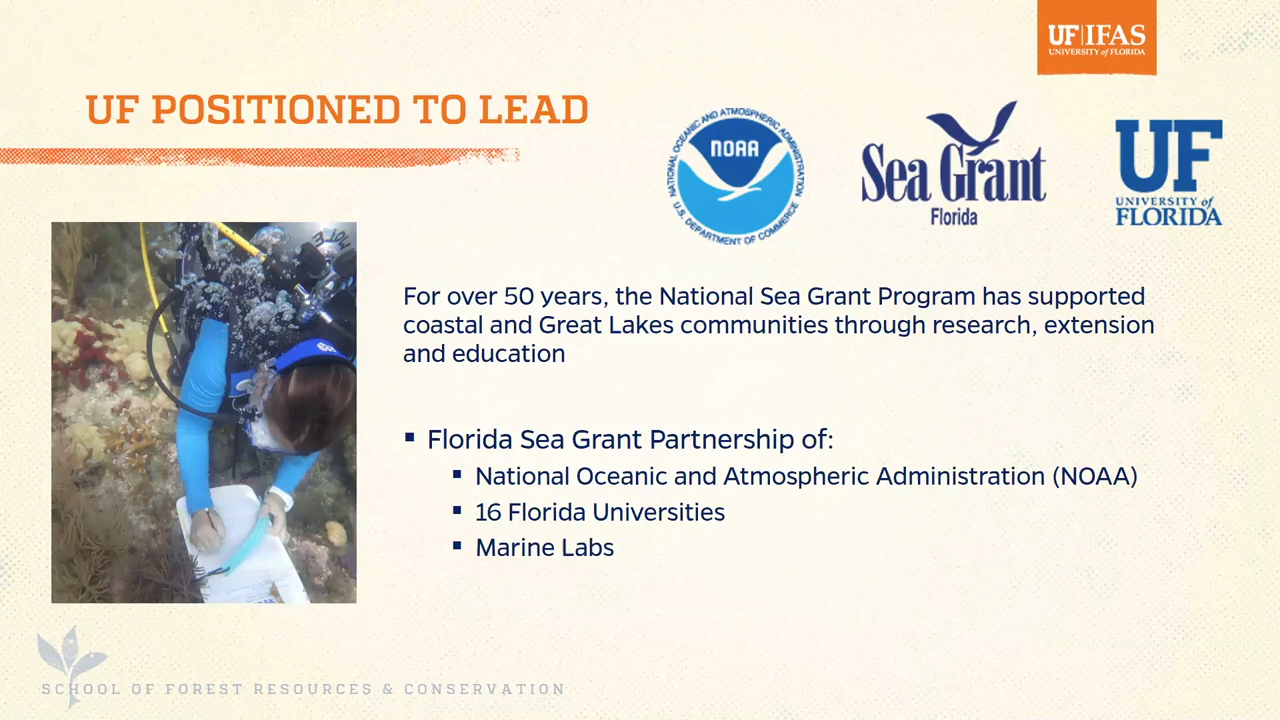 UF|IFAS
UNIVERSITY of FLORIDA
UF POSITIONED TO LEAD
NATIONAL OCEANIC AND ATMOSPHERIC ADMINISTRATION
NOAA
U.S. DEPARTMENT OF COMMERCE
Sea Grant
Florida
UF
UNIVERSITY of
FLORIDA
MOTE
For over 50 years, the National Sea Grant Program has supported
coastal and Great Lakes communities through research, extension
and education
▪ Florida Sea Grant Partnership of:
▪ National Oceanic and Atmospheric Administration (NOAA)
▪ 16 Florida Universities
▪ Marine Labs
SCHOOL OF FOREST RESOURCES & CONSERVATION